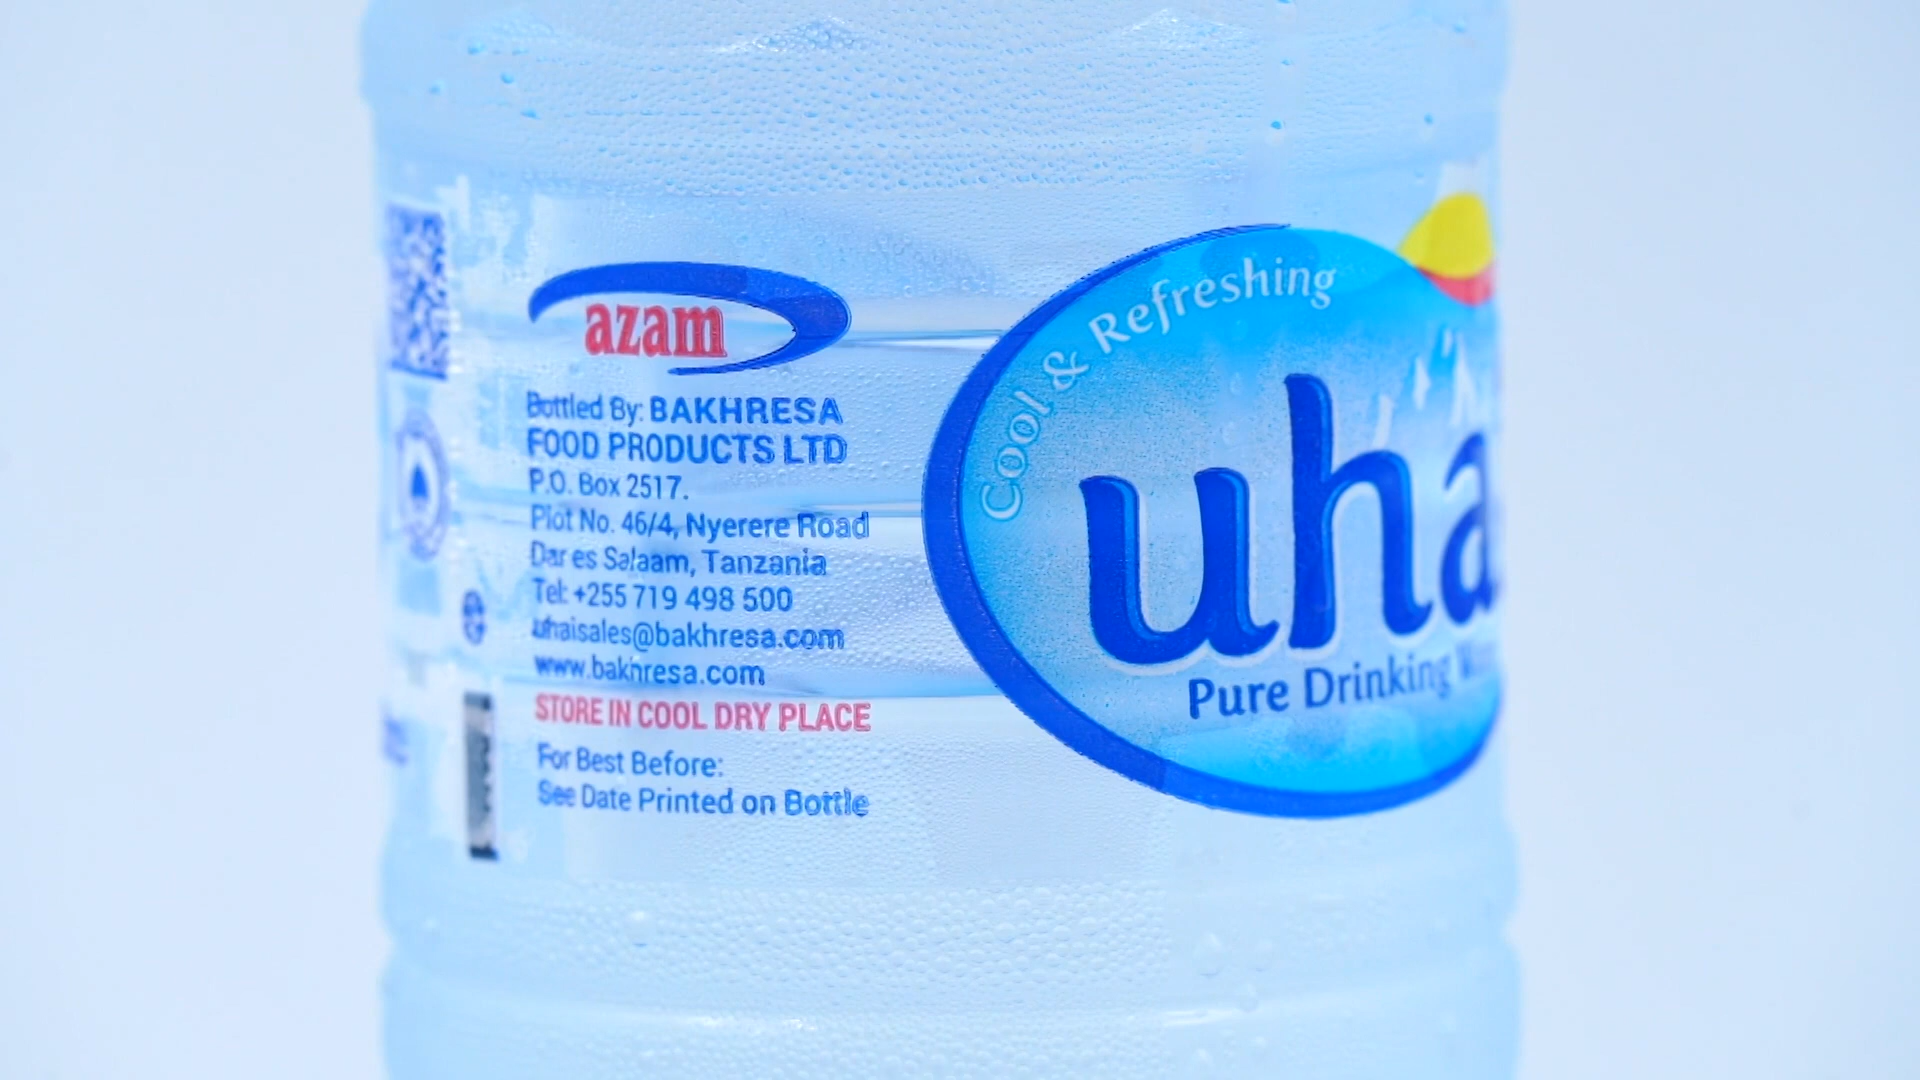 azam
Bottled By: BAKHRESA
FOOD PRODUCTS LTD
P.O. Box 2517.
Plot No. 46/4, Nyerere Road
Dar es Salaam, Tanzania
Tel: +255 719 498 500
uhaisales@bakhresa.com
www.bakhresa.com
STORE IN COOL DRY PLACE
For Best Before:
See Date Printed on Bottle
Cool & Refreshing
uha
Pure Drinking